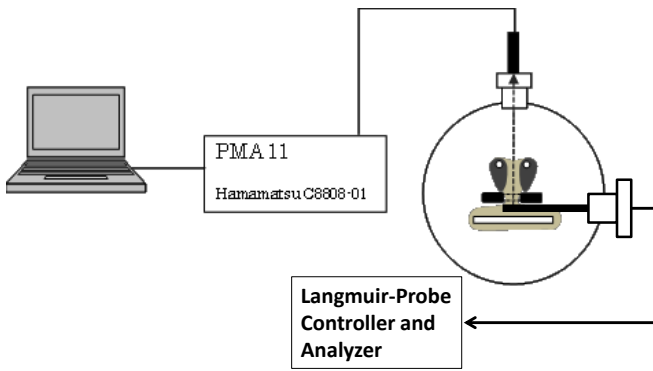 PMA 11
Hamamatsu C8808-01
Langmuir-Probe
Controller and
Analyzer